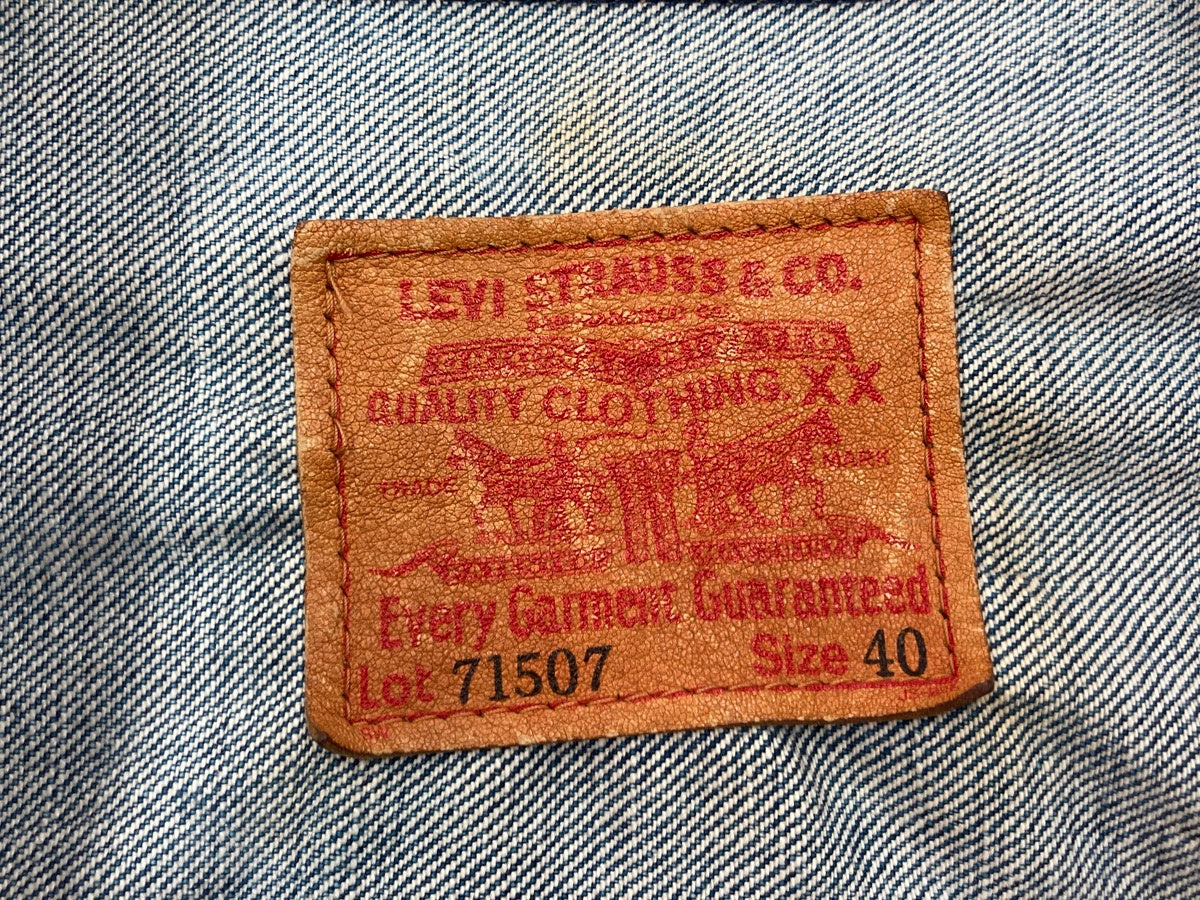 LEVI STRAUSS & CO.
QUALITY CLOTHING. XX
TRADE MARK
Every Garment Guaranteed
Lot 71507 Size 40